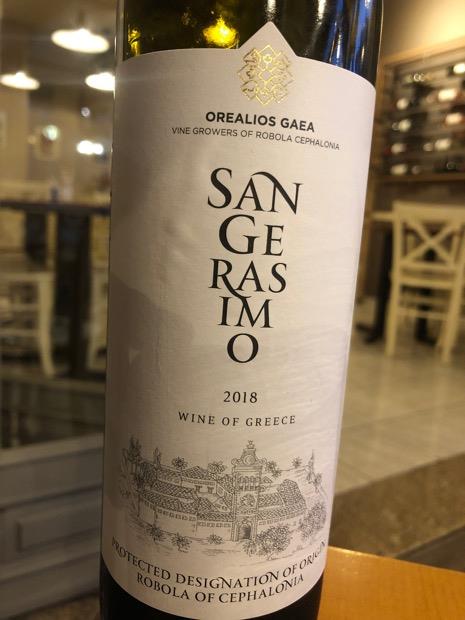 OREALIOS GAEA
VINE GROWERS OF ROBOLA CEPHALONIA
SAN
GE
RAS
IM
O
2018
WINE OF GREECE
PROTECTED DESIGNATION OF ORIGIN
ROBOLA OF CEPHALONIA